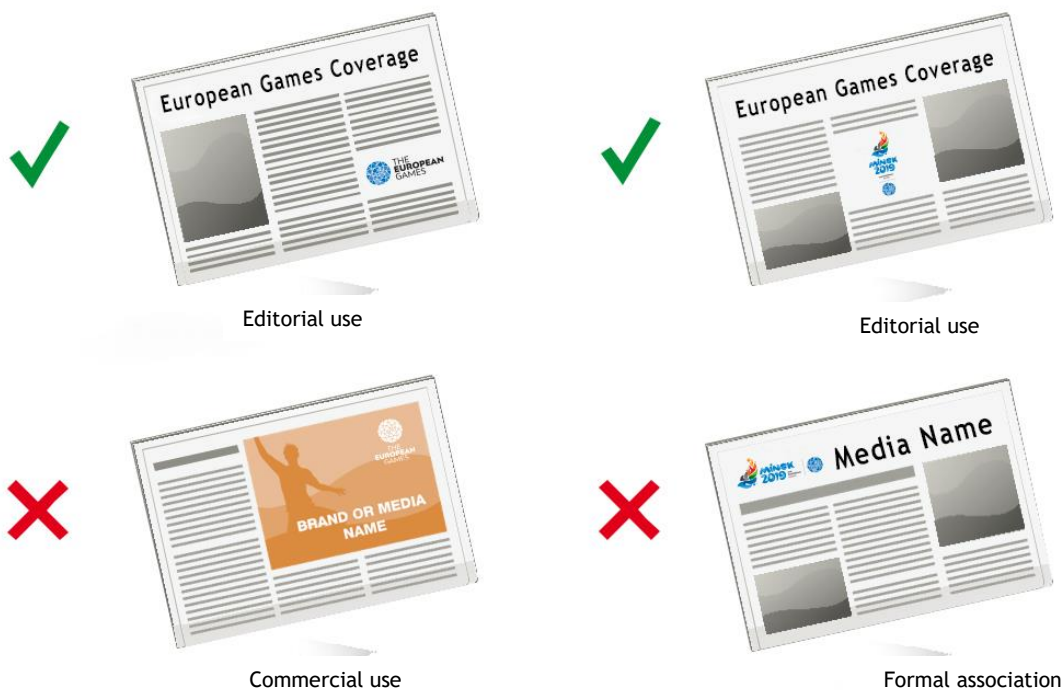 European Games Coverage
THE
EUROPEAN
GAMES
Editorial use
European Games Coverage
MINSK
2019
Editorial use
THE
EUROPEAN
GAMES
BRAND OR MEDIA
NAME
Commercial use
MINSK
2019
Media Name
Formal association